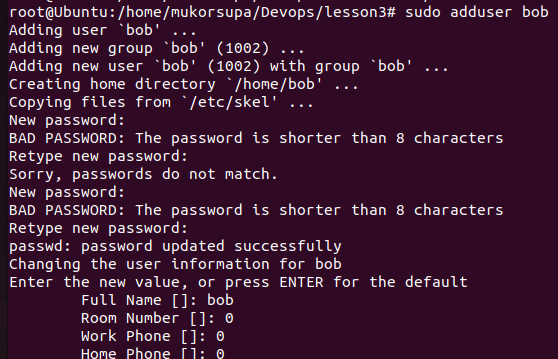 root@Ubuntu:/home/mukorsupa/Devops/lesson3# sudo adduser bob
Adding user `bob' ...
Adding new group `bob' (1002) ...
Adding new user `bob' (1002) with group `bob' ...
Creating home directory `/home/bob' ...
Copying files from `/etc/skel' ...
New password:
BAD PASSWORD: The password is shorter than 8 characters
Retype new password:
Sorry, passwords do not match.
New password:
BAD PASSWORD: The password is shorter than 8 characters
Retype new password:
passwd: password updated successfully
Changing the user information for bob
Enter the new value, or press ENTER for the default
Full Name []: bob
Room Number []: 0
Work Phone []: 0
Home Phone []: 0